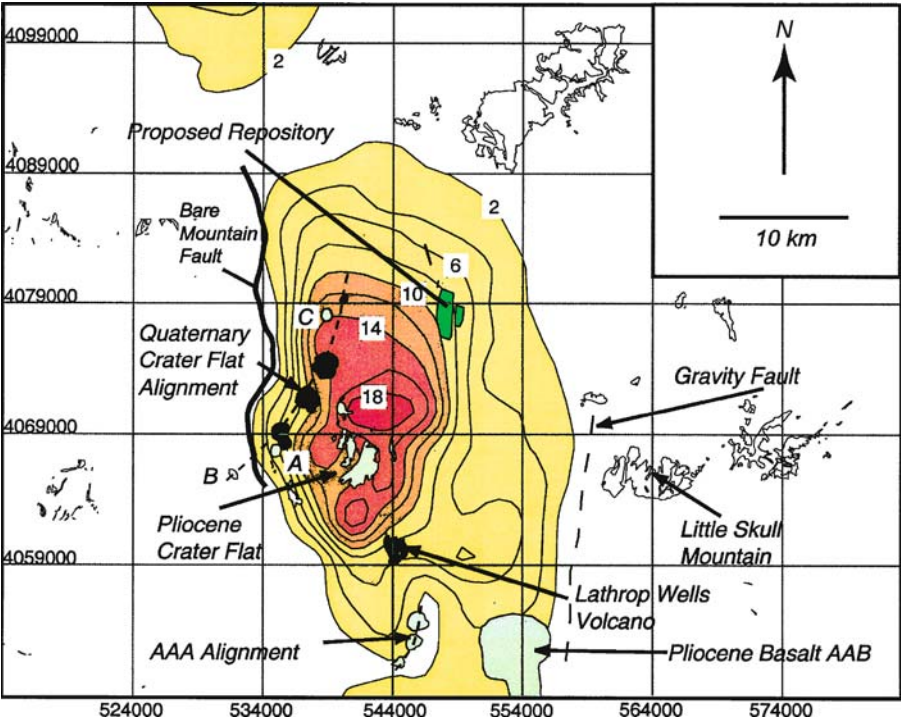 4099000
2
N
Proposed Repository
4089000
2
10 km
Bare
Mountain
Fault
6
4079000
10
C
14
Quaternary
Crater Flat
Alignment
Gravity Fault
18
4069000
A
B
Pliocene
Crater Flat
Little Skull
Mountain
4059000
Lathrop Wells
Volcano
AAA Alignment
Pliocene Basalt AAB
524000
534000
544000
554000
564000
574000